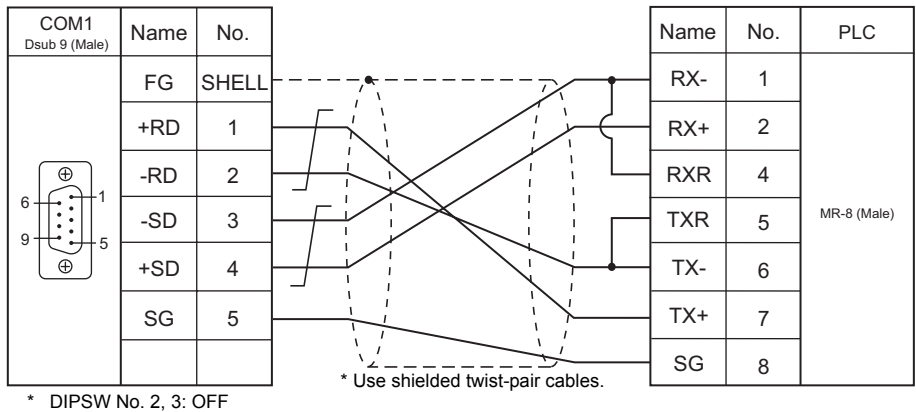 COM1
Dsub 9 (Male)
Name No.
FG SHELL
+RD 1
-RD 2
-SD 3
+SD 4
SG 5
6 1
9 5
Name No. PLC
RX- 1
RX+ 2
RXR 4
TXR 5
TX- 6
TX+ 7
SG 8
MR-8 (Male)
* Use shielded twist-pair cables.
* DIPSW No. 2, 3: OFF